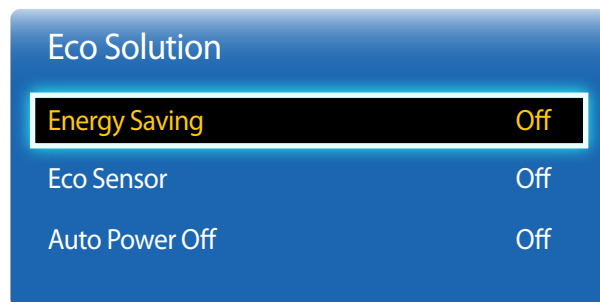 Eco Solution
Energy Saving Off
Eco Sensor Off
Auto Power Off Off